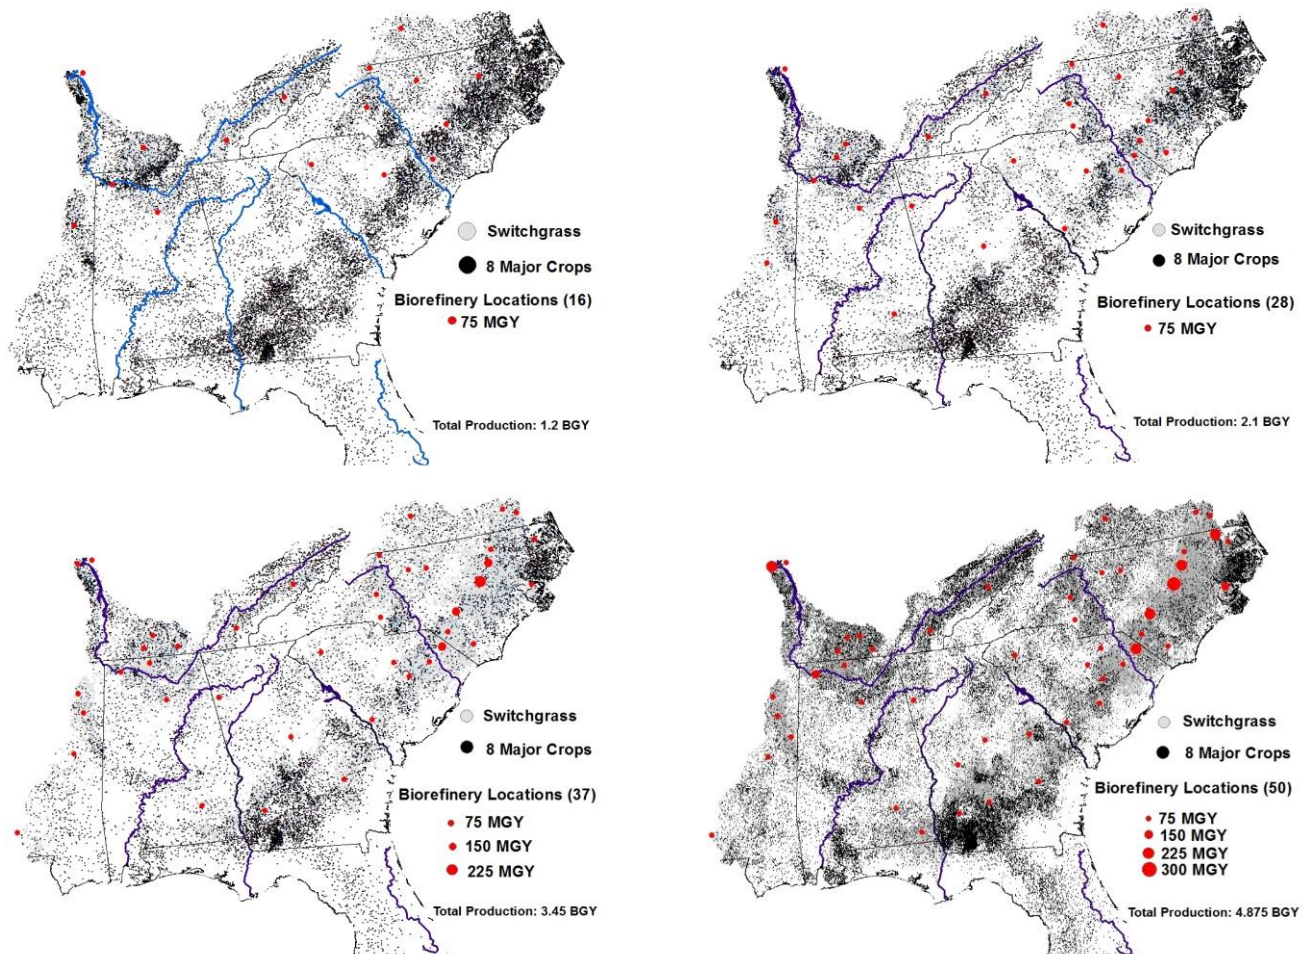 Switchgrass
8 Major Crops
Biorefinery Locations (16)
75 MGY
Total Production: 1.2 BGY
Switchgrass
8 Major Crops
Biorefinery Locations (28)
75 MGY
Total Production: 2.1 BGY
Switchgrass
8 Major Crops
Biorefinery Locations (37)
75 MGY
150 MGY
225 MGY
Total Production: 3.45 BGY
Switchgrass
8 Major Crops
Biorefinery Locations (50)
75 MGY
150 MGY
225 MGY
300 MGY
Total Production: 4.875 BGY